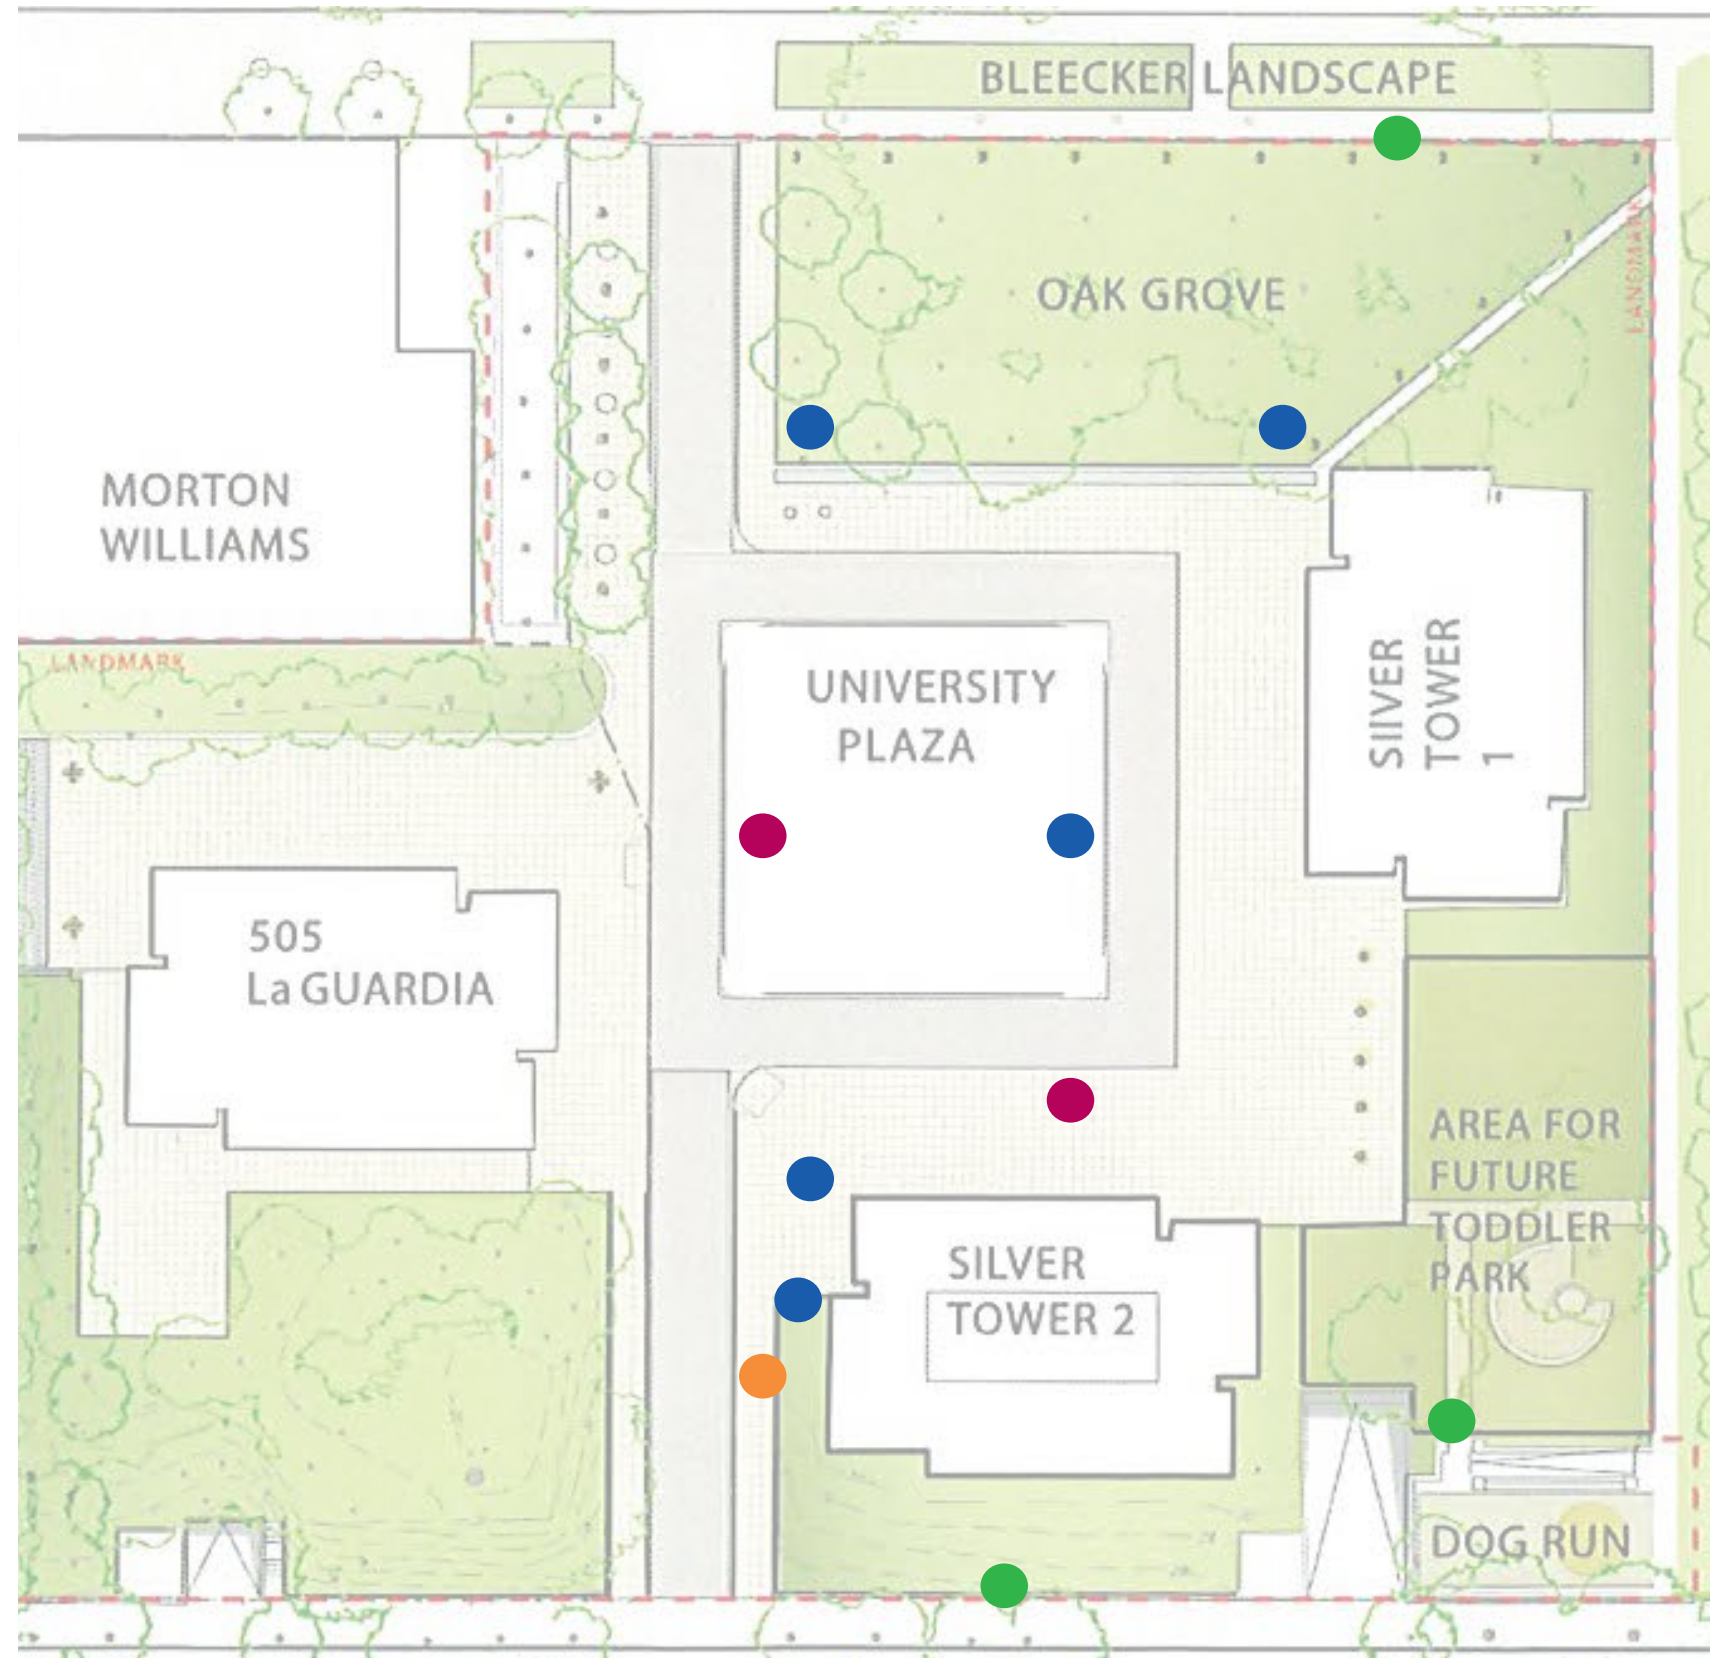 BLEECKER LANDSCAPE
LANDMARK
OAK GROVE
MORTON
WILLIAMS
LANDMARK
UNIVERSITY
PLAZA
SIIVER
TOWER
1
505
La GUARDIA
AREA FOR
FUTURE
TODDLER
PARK
SILVER
TOWER 2
DOG RUN